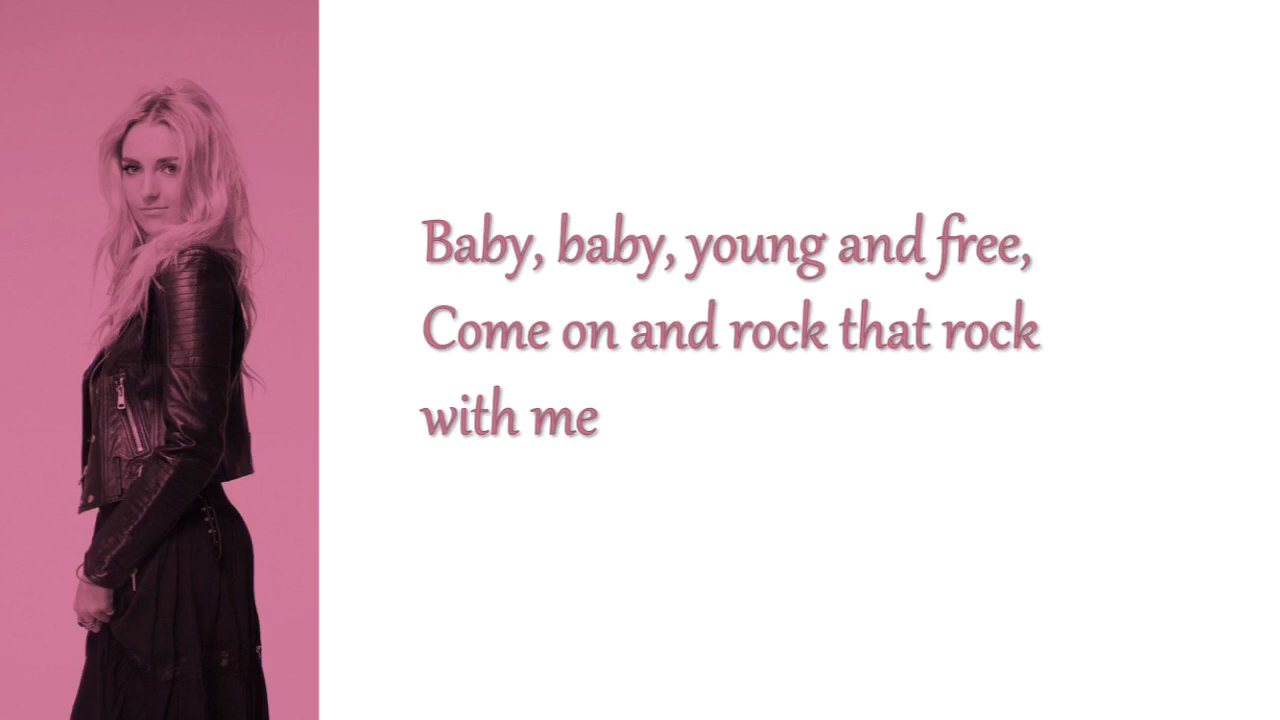 Baby, baby, young and free,
Come on and rock that rock
with me